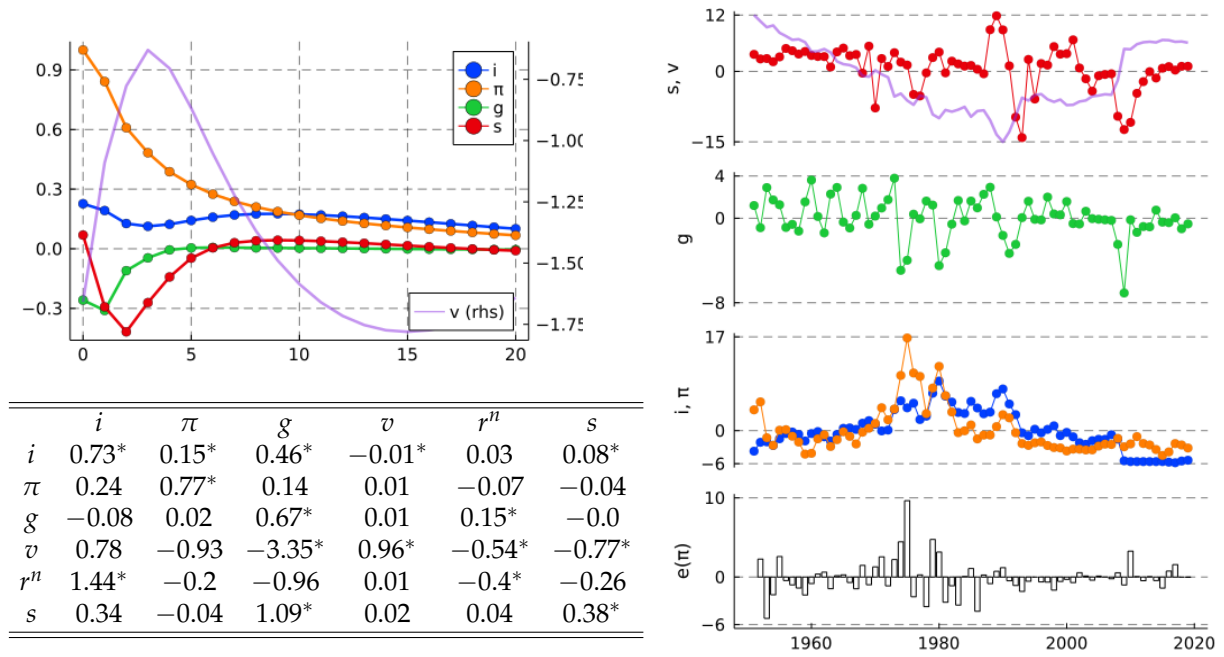 0.9
0.6
0.3
0.0
−0.3
0 5 10 15 20
i
π
g
s
v (rhs)
−0.75
−1.00
−1.25
−1.50
−1.75
i π g v rⁿ s
i 0.73* 0.15* 0.46* −0.01* 0.03 0.08*
π 0.24 0.77* 0.14 0.01 −0.07 −0.04
g −0.08 0.02 0.67* 0.01 0.15* −0.0
v 0.78 −0.93 −3.35* 0.96* −0.54* −0.77*
rⁿ 1.44* −0.2 −0.96 0.01 −0.4* −0.26
s 0.34 −0.04 1.09* 0.02 0.04 0.38*
s, v
12
0
−15
g
4
0
−8
i, π
17
0
−6
e(π)
10
0
−6
1960 1980 2000 2020